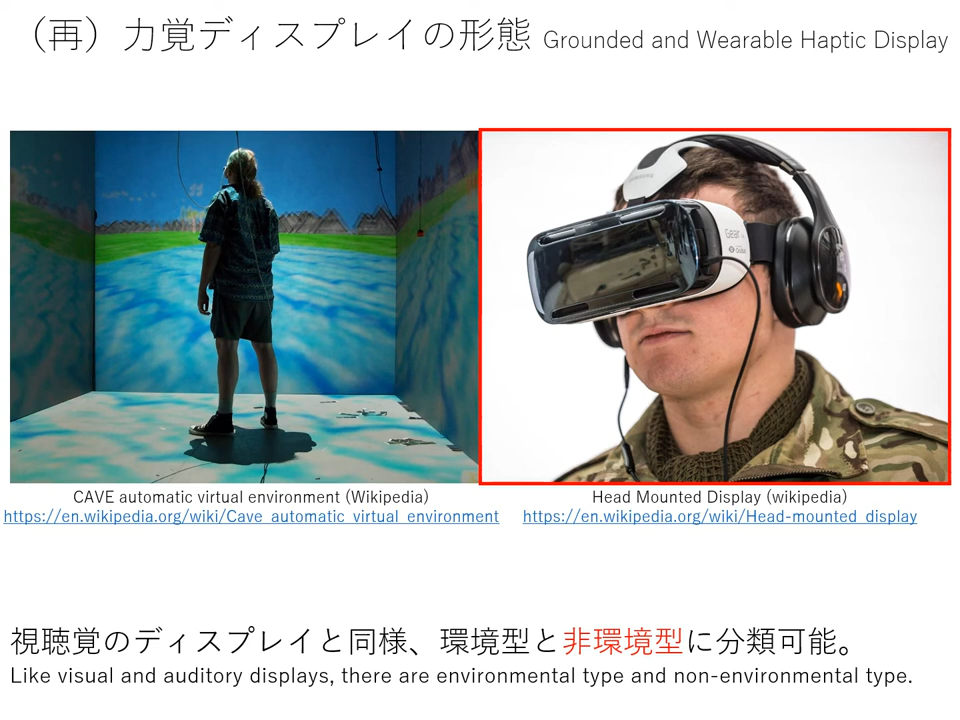 （再）力覚ディスプレイの形態 Grounded and Wearable Haptic Display
Gear
CAVE automatic virtual environment (Wikipedia)
https://en.wikipedia.org/wiki/Cave_automatic_virtual_environment
Head Mounted Display (wikipedia)
https://en.wikipedia.org/wiki/Head-mounted_display
視聴覚のディスプレイと同様、環境型と非環境型に分類可能。
Like visual and auditory displays, there are environmental type and non-environmental type.